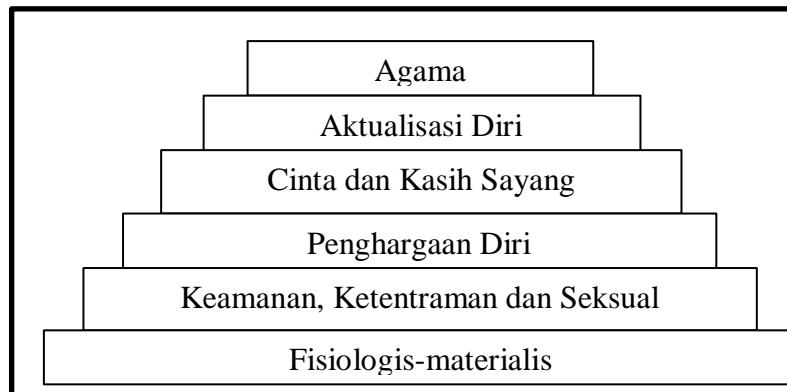 Agama
Aktualisasi Diri
Cinta dan Kasih Sayang
Penghargaan Diri
Keamanan, Ketentraman dan Seksual
Fisiologis-materialis